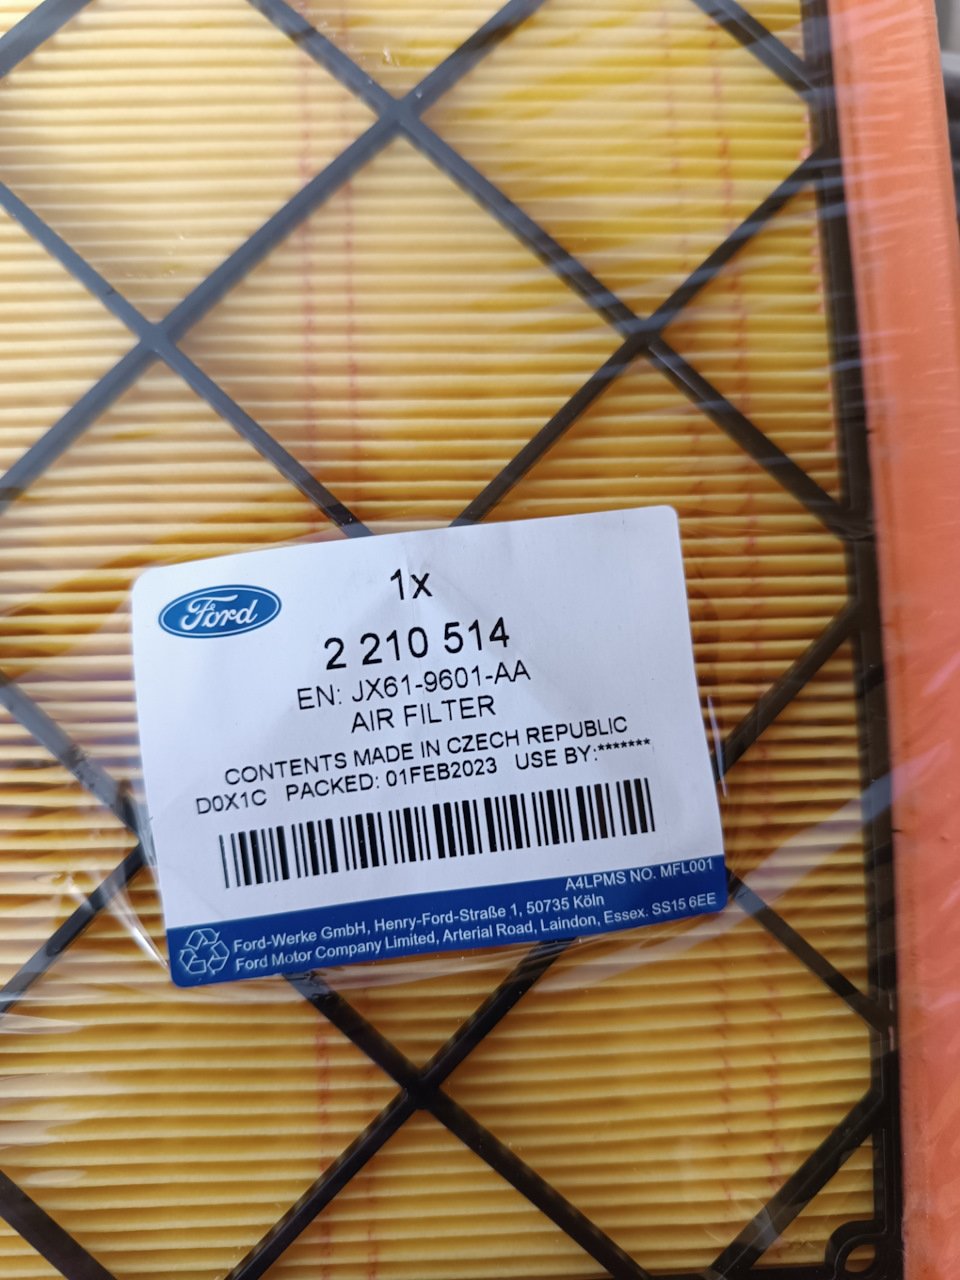 Ford
1x
2 210 514
EN: JX61-9601-AA
AIR FILTER
CONTENTS MADE IN CZECH REPUBLIC
D0X1C PACKED: 01FEB2023 USE BY:*******
A4LPMS NO. MFL001
Ford-Werke GmbH, Henry-Ford-Straße 1, 50735 Köln
Ford Motor Company Limited, Arterial Road, Laindon, Essex. SS15 6EE